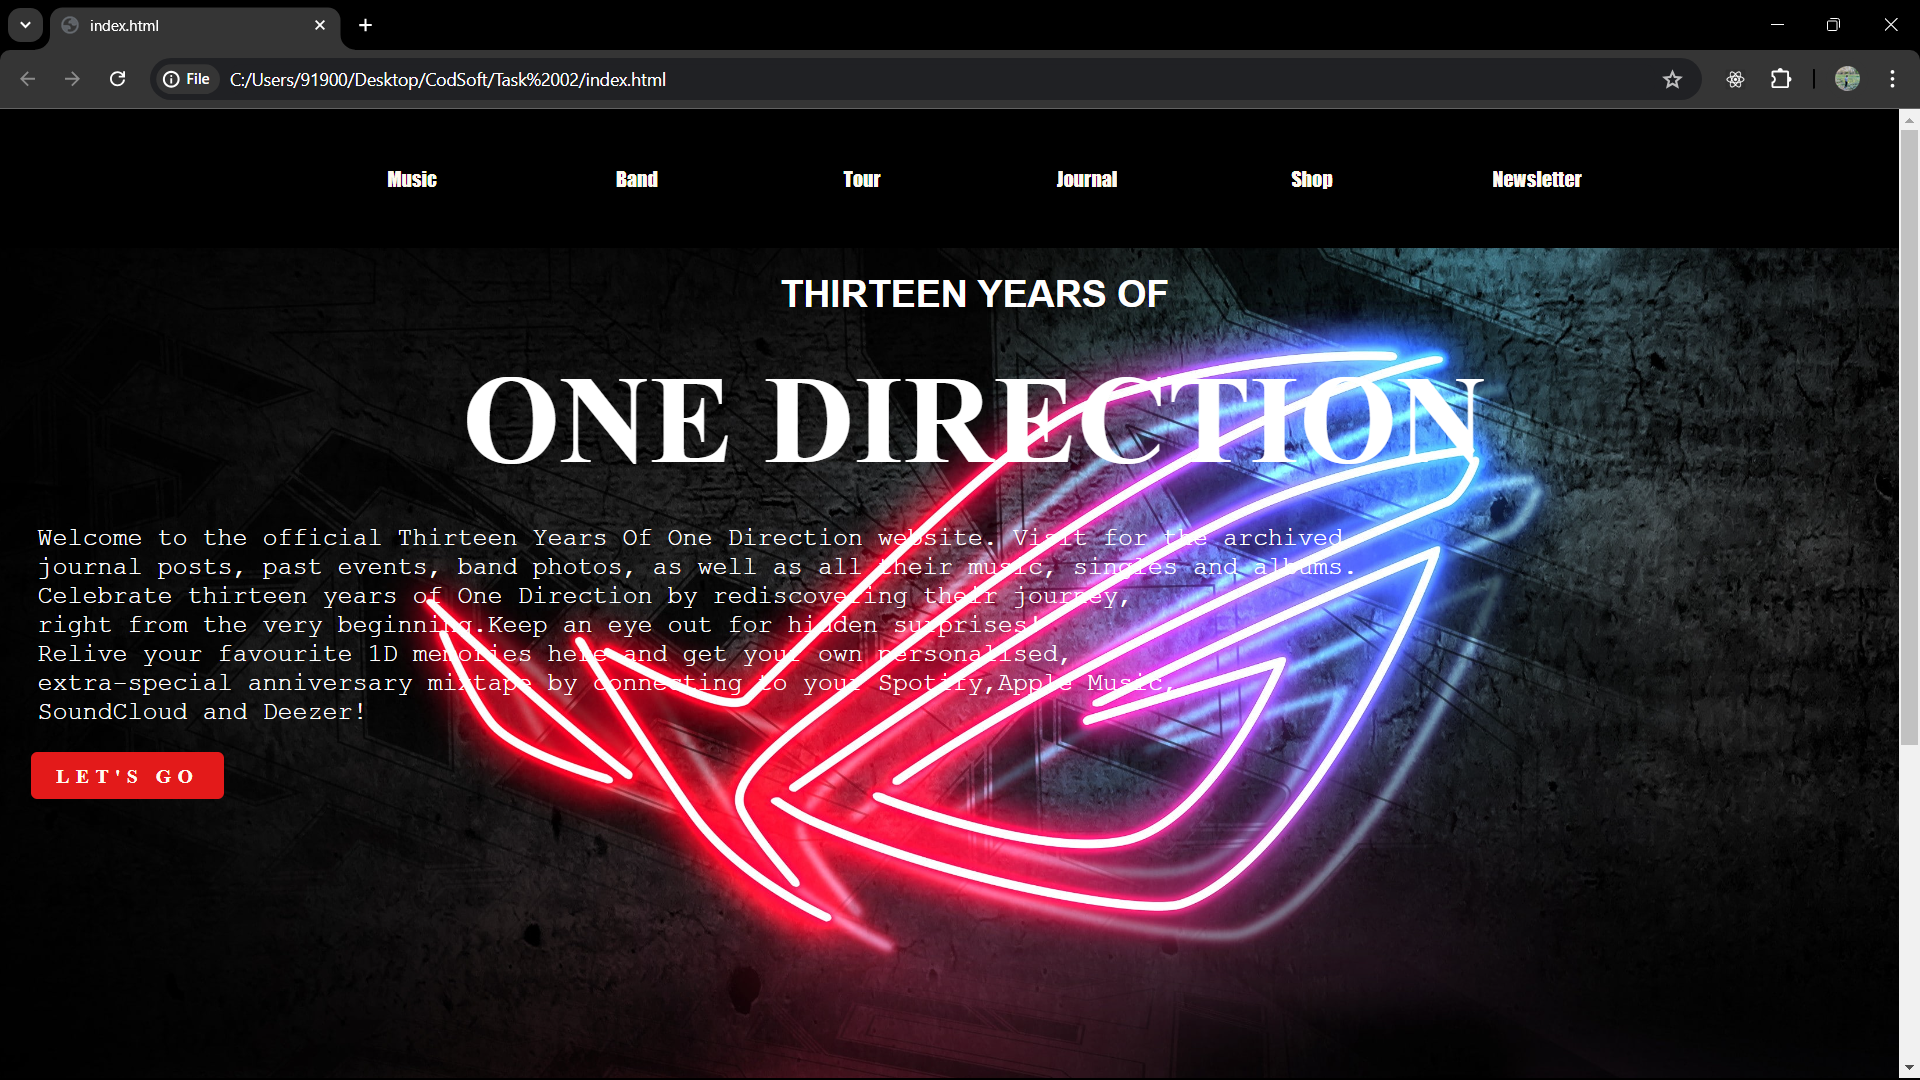 index.html
File C:/Users/91900/Desktop/CodSoft/Task%2002/index.html
Music Band Tour Journal Shop Newsletter
THIRTEEN YEARS OF
ONE DIRECTION
Welcome to the official Thirteen Years Of One Direction website. Visit for the archived
journal posts, past events, band photos, as well as all their music, singles and albums.
Celebrate thirteen years of One Direction by rediscovering their journey,
right from the very beginning.Keep an eye out for hidden surprises!
Relive your favourite 1D memories here and get your own personalised,
extra-special anniversary mixtape by connecting to your Spotify,Apple Music,
SoundCloud and Deezer!
LET'S GO